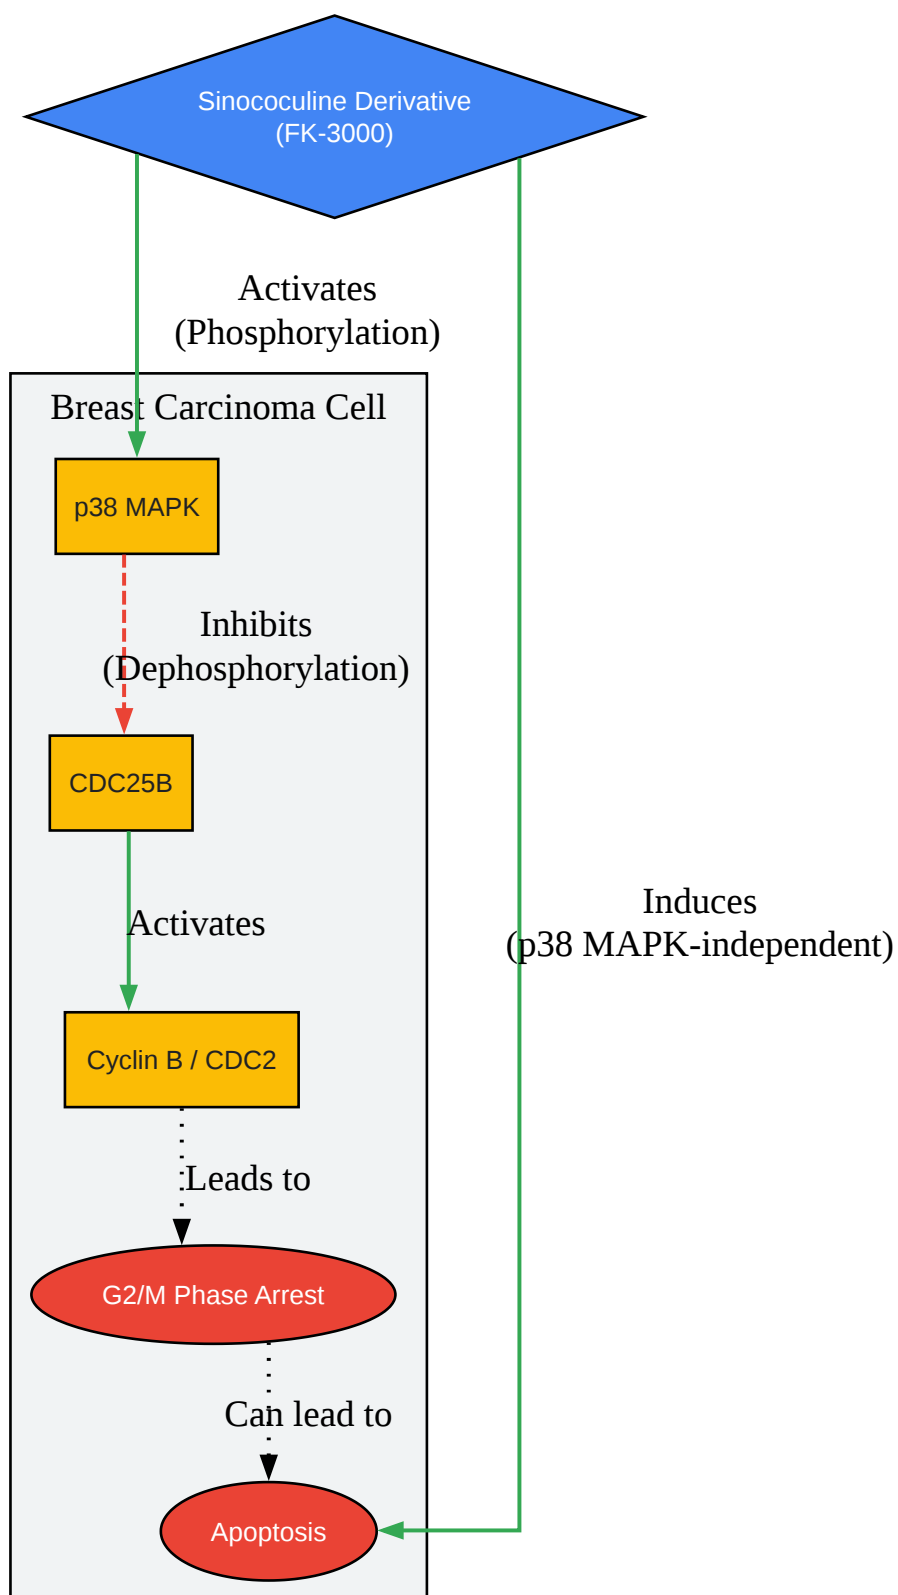 Sinococuline Derivative
(FK-3000)
Activates
(Phosphorylation)
Breast Carcinoma Cell
p38 MAPK
Inhibits
(Dephosphorylation)
CDC25B
Activates
Induces
(p38 MAPK-independent)
Cyclin B / CDC2
Leads to
G2/M Phase Arrest
Can lead to
Apoptosis